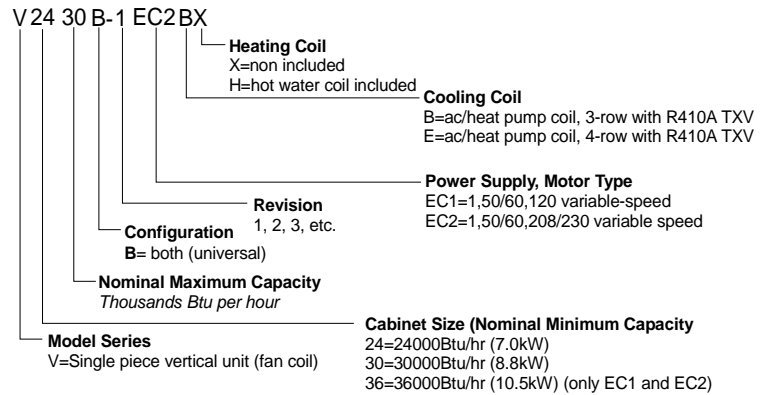 V 24 30 B-1 EC2 BX
Heating Coil
X=non included
H=hot water coil included
Cooling Coil
B=ac/heat pump coil, 3-row with R410A TXV
E=ac/heat pump coil, 4-row with R410A TXV
Power Supply, Motor Type
EC1=1,50/60,120 variable-speed
EC2=1,50/60,208/230 variable speed
Revision
1, 2, 3, etc.
Configuration
B= both (universal)
Nominal Maximum Capacity
Thousands Btu per hour
Cabinet Size (Nominal Minimum Capacity
24=24000Btu/hr (7.0kW)
30=30000Btu/hr (8.8kW)
36=36000Btu/hr (10.5kW) (only EC1 and EC2)
Model Series
V=Single piece vertical unit (fan coil)